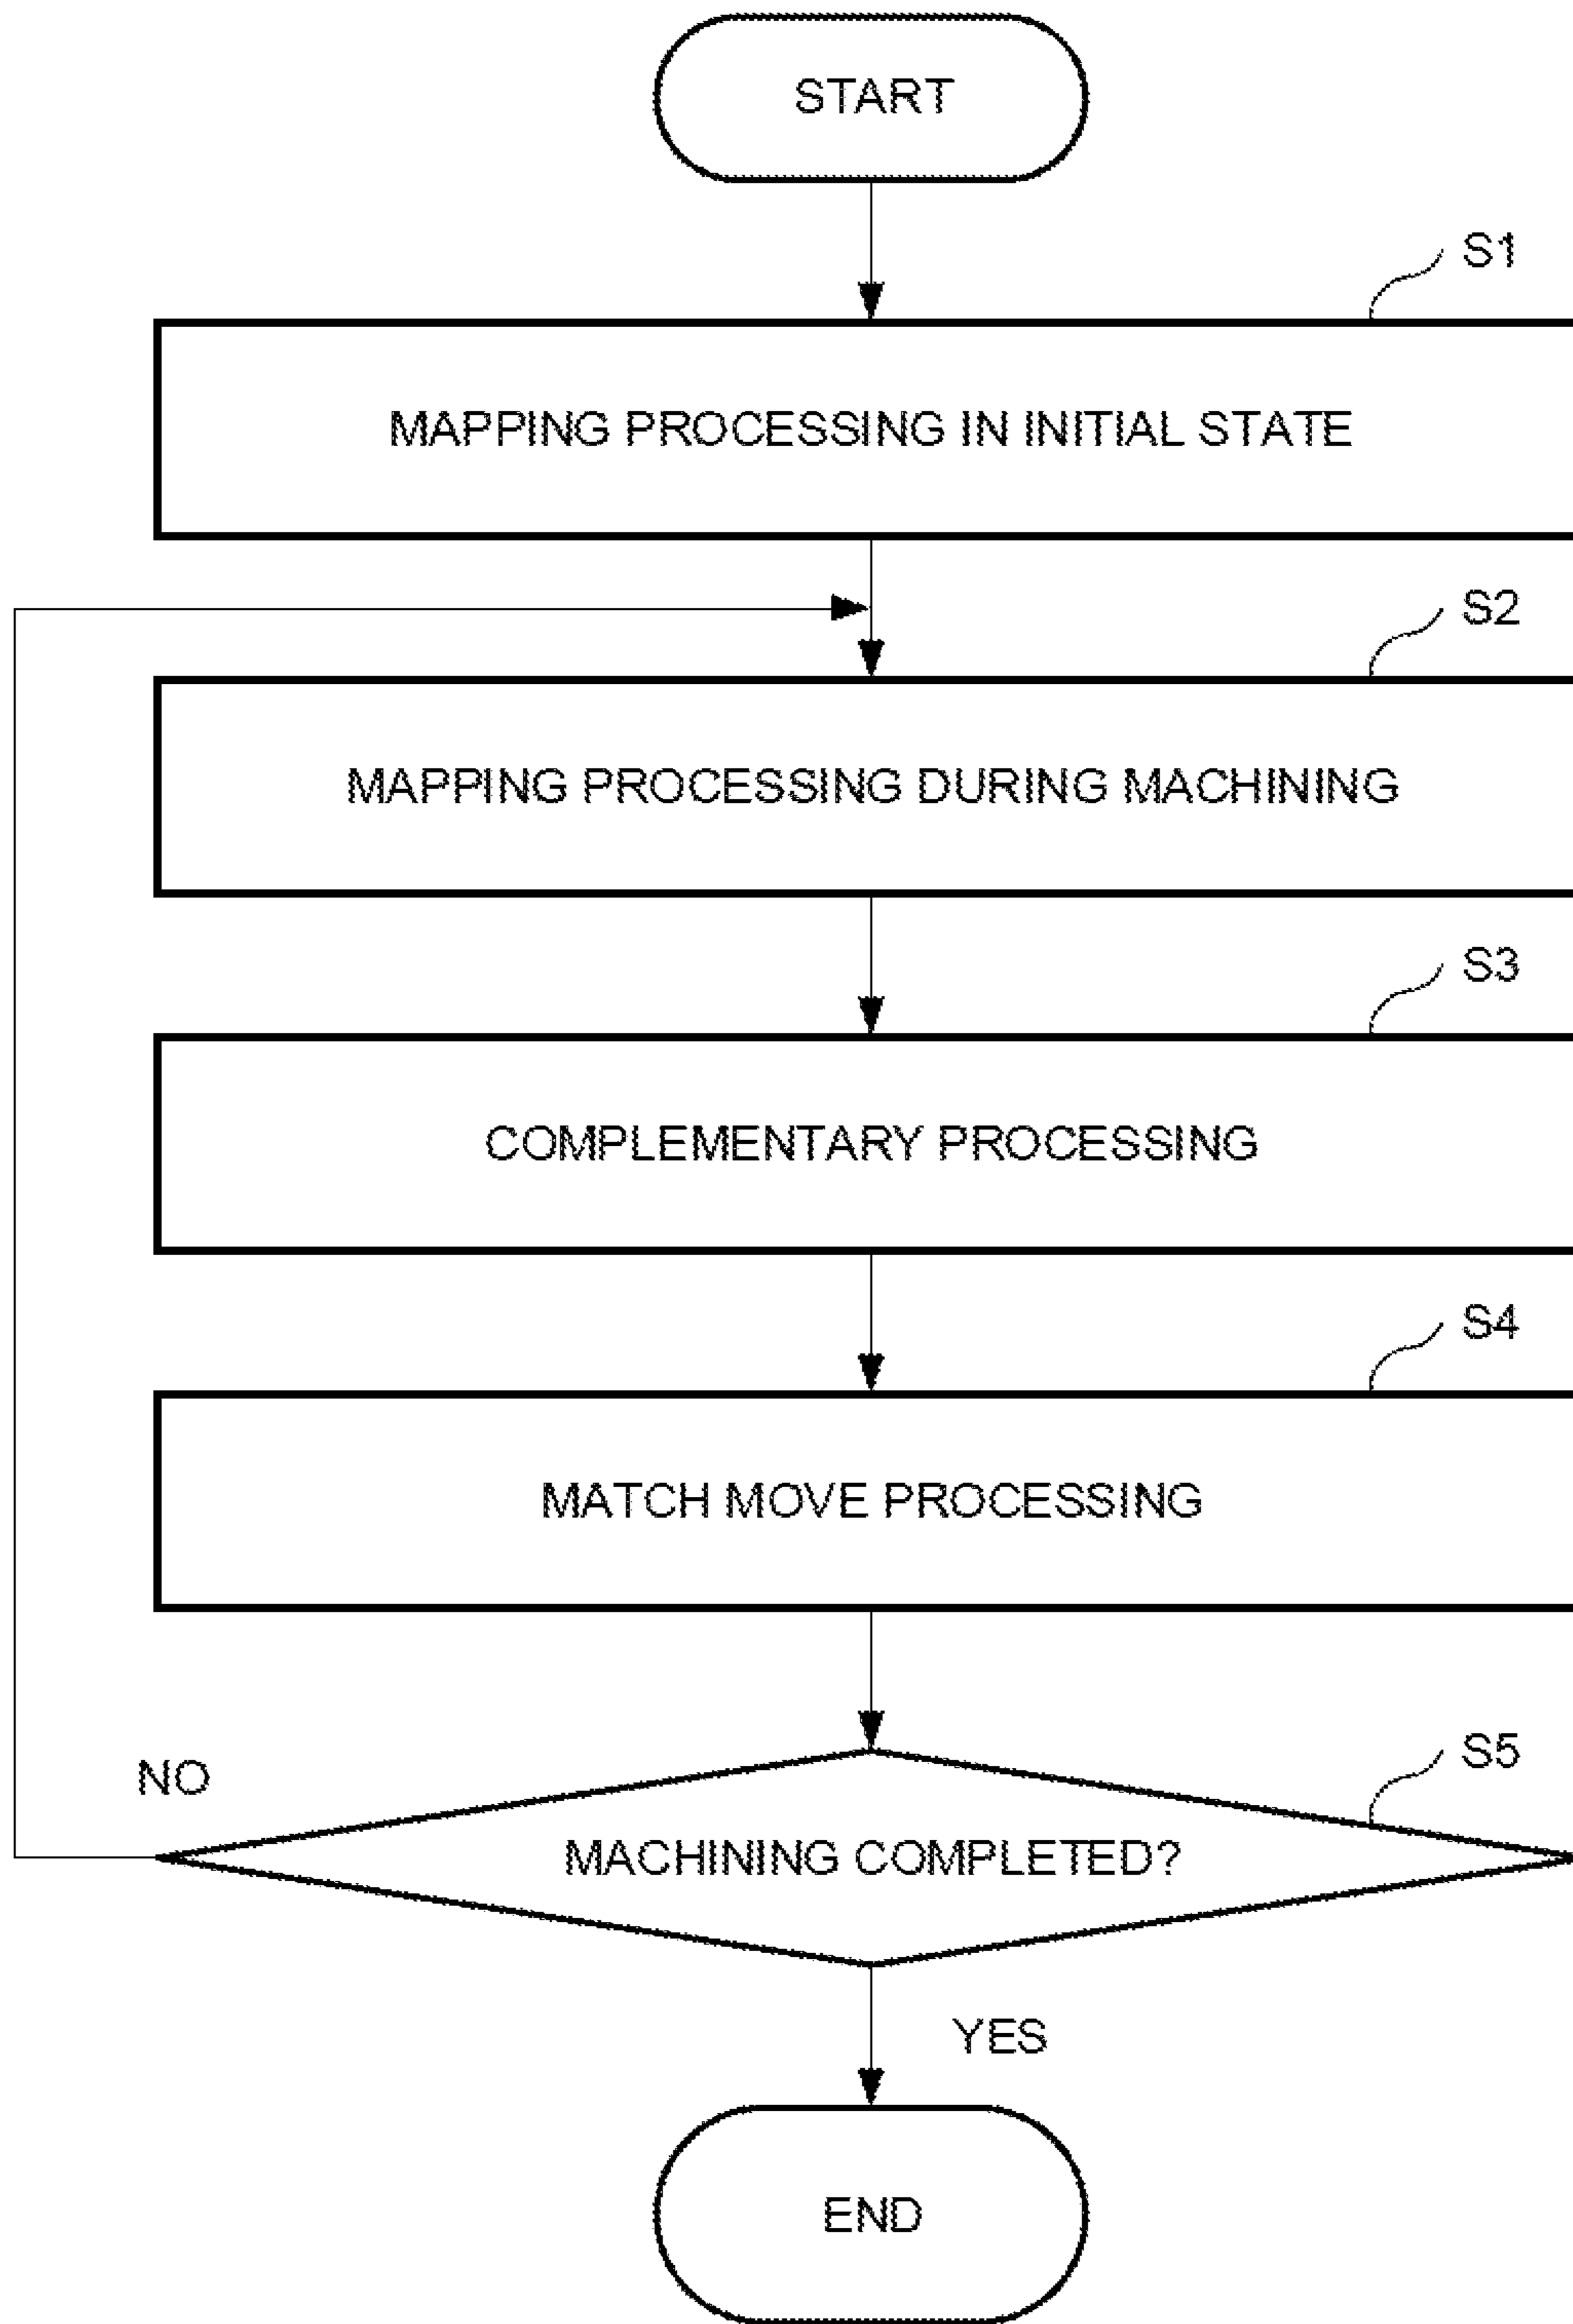 START
S1
MAPPING PROCESSING IN INITIAL STATE
S2
MAPPING PROCESSING DURING MACHINING
S3
COMPLEMENTARY PROCESSING
S4
MATCH MOVE PROCESSING
S5
NO
MACHINING COMPLETED?
YES
END